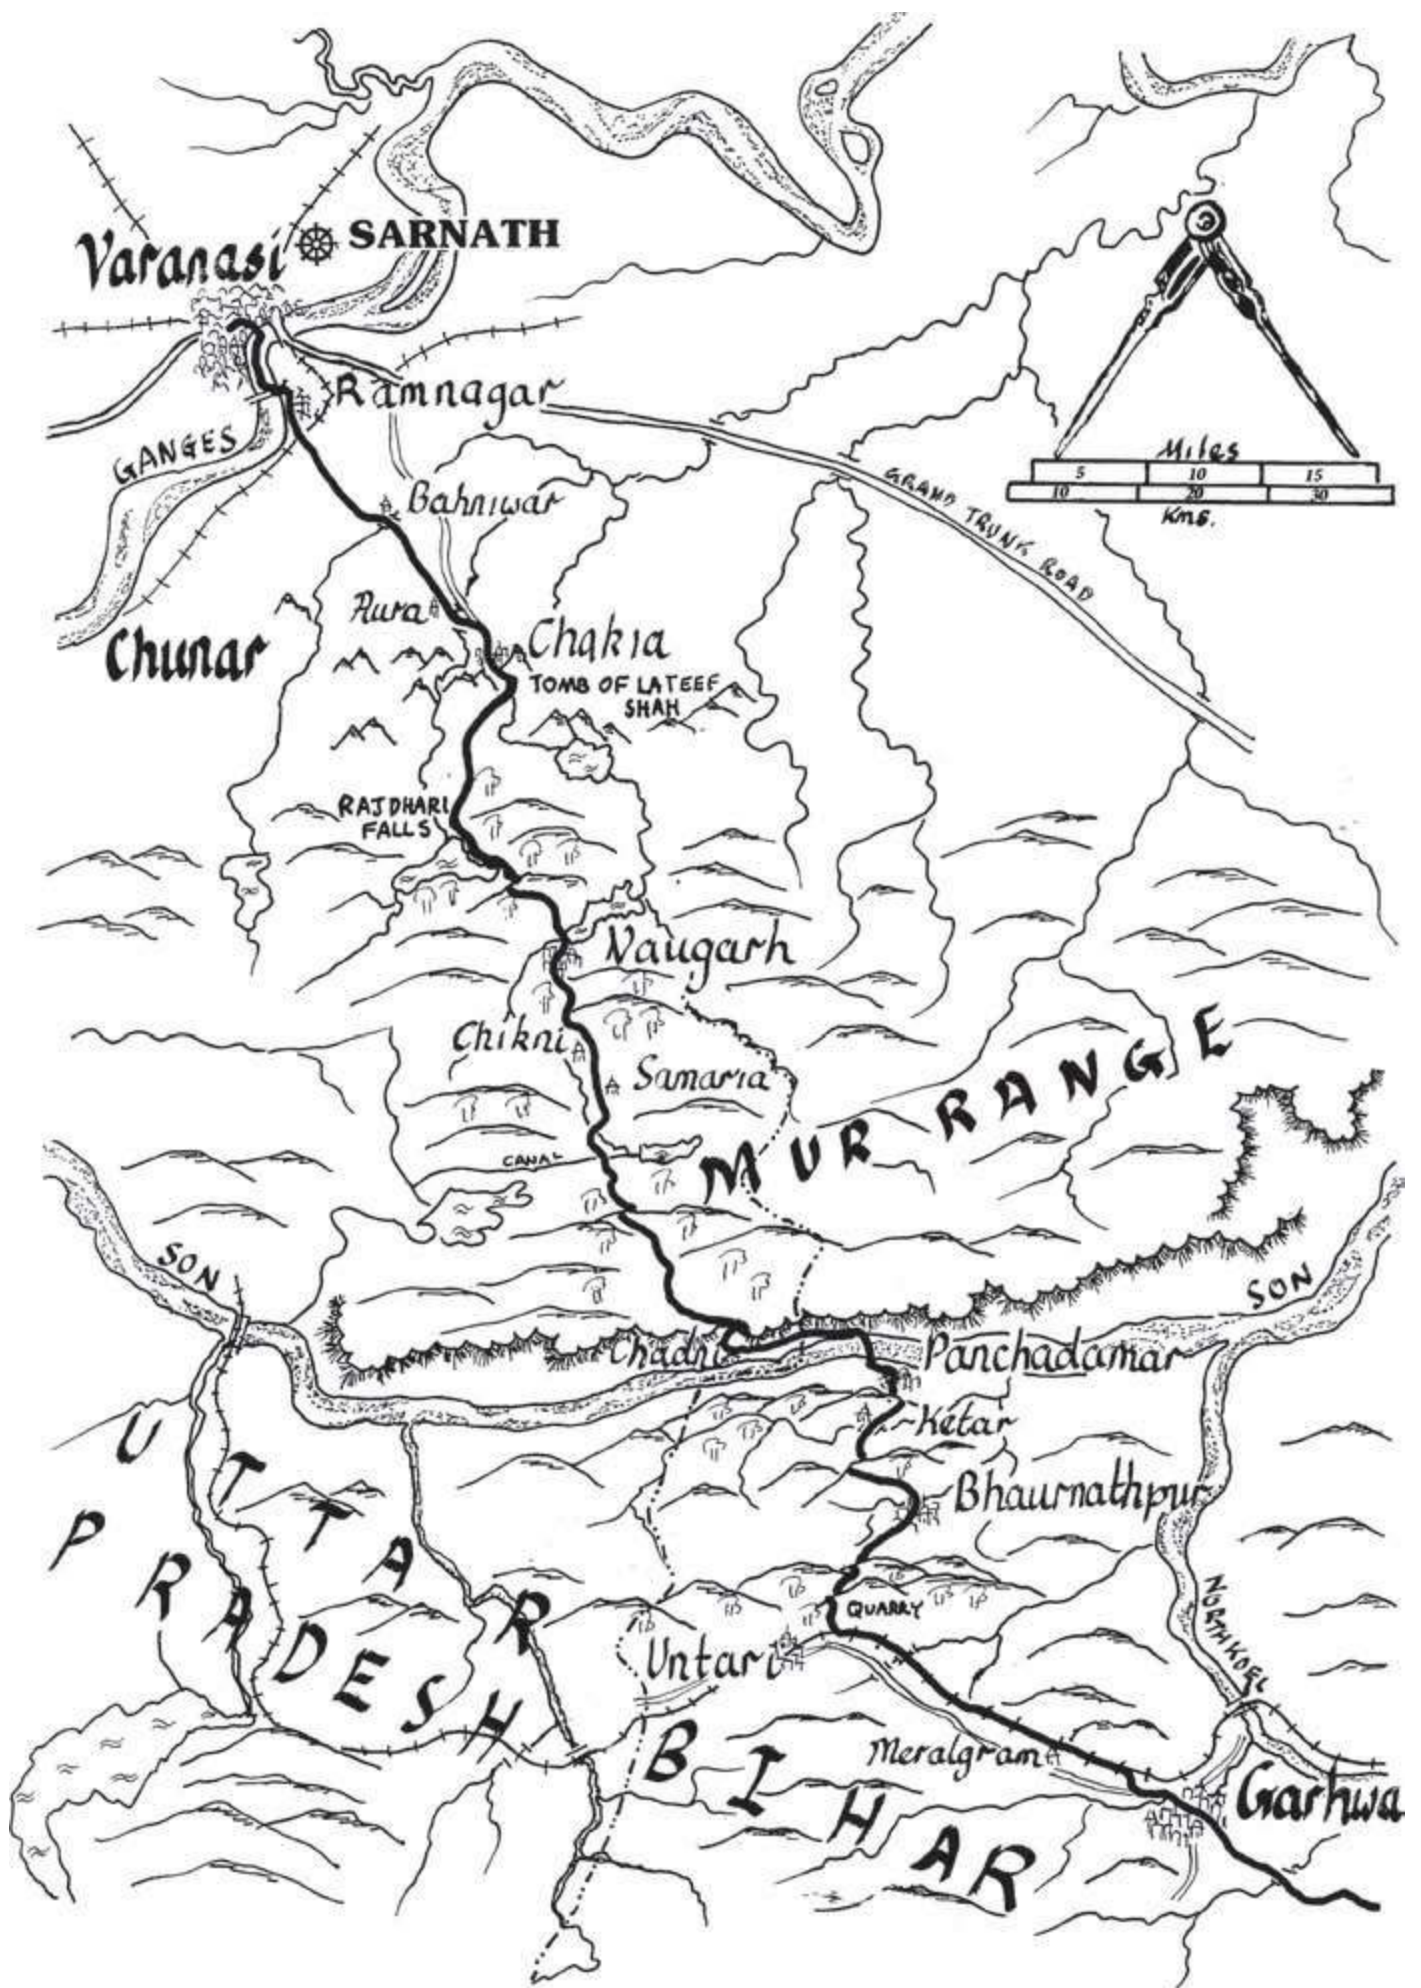 SARNATH
Varanasi
Ramnagar
GANGES
Miles
5 10 15
10 20 30
Kms.
GRAND TRUNK ROAD
Bahniwar
Aura
Chakia
Chunar
TOMB OF LATEEF
SHAH
RAJDHARI
FALLS
Naugarh
Chikni
Samaria
MUR RANGE
CANAL
SON
SON
Chadni
Panchadamar
Ketar
Bhaurnathpur
UTTAR
PRADESH
QUARRY
NORTH KOEL
Untari
BIHAR
Meralgram
Garhwa